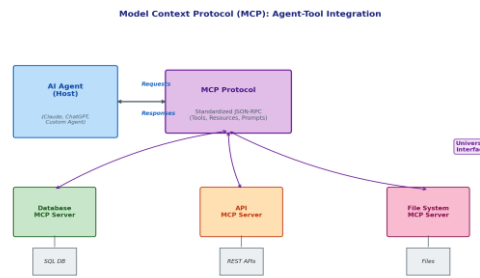 Model Context Protocol (MCP): Agent-Tool Integration
AI Agent
(Host)
(Claude, ChatGPT,
Custom Agent)
Requests
Responses
MCP Protocol
Standardized JSON-RPC
(Tools, Resources, Prompts)
Database
MCP Server
API
MCP Server
File System
MCP Server
SQL DB
REST APIs
Files